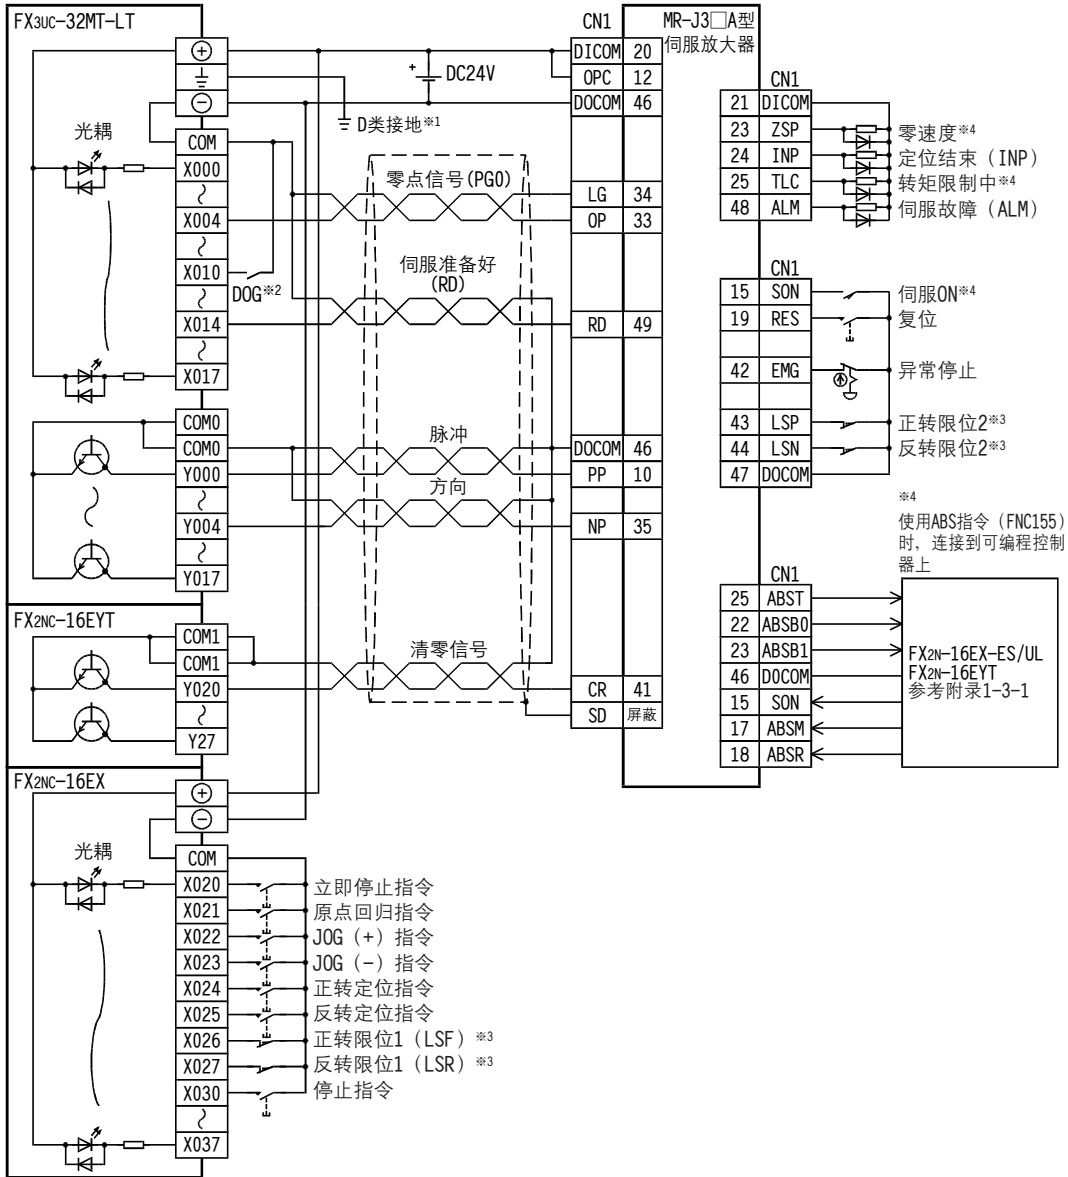 FX3UC-32MT-LT
⊕
⏚
⊖
光耦
COM
X000
X004
X010
X014
X017
DOG※2
COM0
COM0
Y000
Y004
Y017
FX2NC-16EYT
COM1
COM1
Y020
Y27
FX2NC-16EX
⊕
⊖
光耦
COM
X020 立即停止指令
X021 原点回归指令
X022 JOG（+）指令
X023 JOG（-）指令
X024 正转定位指令
X025 反转定位指令
X026 正转限位1（LSF）※3
X027 反转限位1（LSR）※3
X030 停止指令
X037
+ DC24V
D类接地※1
零点信号(PG0)
伺服准备好
(RD)
脉冲
方向
清零信号
CN1
DICOM 20
OPC 12
DOCOM 46
LG 34
OP 33
RD 49
DOCOM 46
PP 10
NP 35
CR 41
SD 屏蔽
MR-J3□A型
伺服放大器
CN1
21 DICOM
23 ZSP 零速度※4
24 INP 定位结束（INP）
25 TLC 转矩限制中※4
48 ALM 伺服故障（ALM）
CN1
15 SON 伺服ON※4
19 RES 复位
42 EMG 异常停止
43 LSP 正转限位2※3
44 LSN 反转限位2※3
47 DOCOM
※4
使用ABS指令（FNC155）
时，连接到可编程控制
器上
CN1
25 ABST
22 ABSB0
23 ABSB1
46 DOCOM
15 SON
17 ABSM
18 ABSR
FX2N-16EX-ES/UL
FX2N-16EYT
参考附录1-3-1